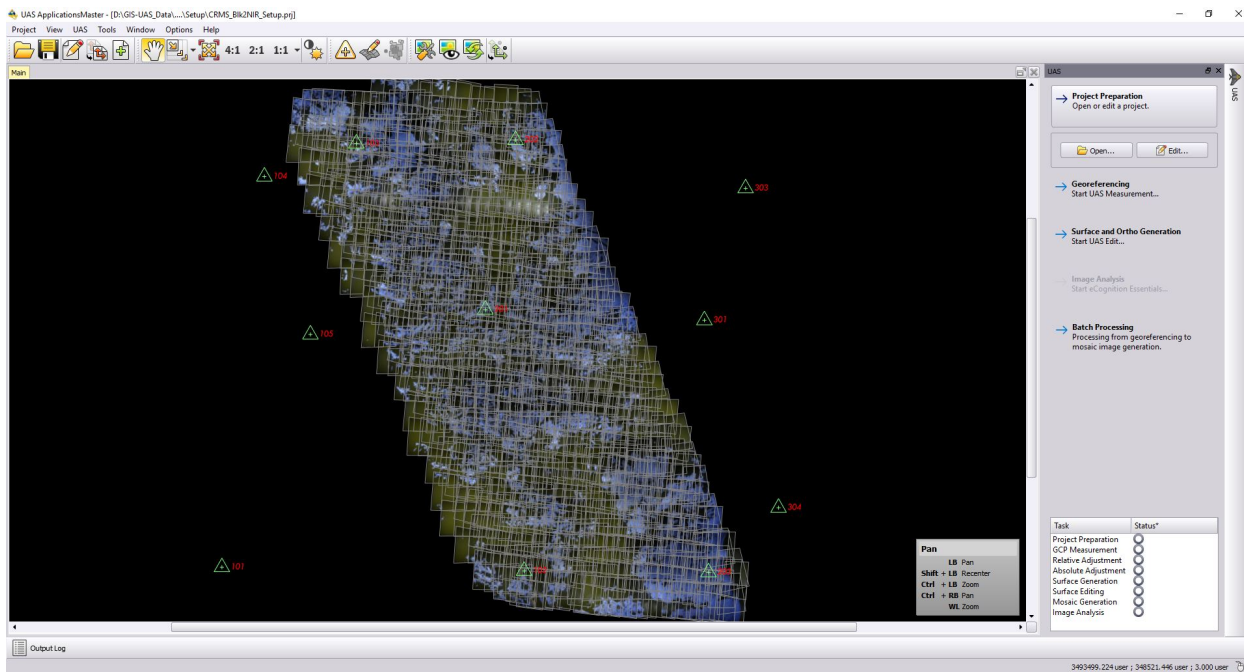 UAS ApplicationsMaster - [D:\GIS-UAS_Data\....\Setup\CRMS_Blk2NIR_Setup.prj]
Project View UAS Tools Window Options Help
4:1 2:1 1:1
Main
UAS
UAS
Project Preparation
Open or edit a project.
Open... Edit...
Georeferencing
Start UAS Measurement...
Surface and Ortho Generation
Start UAS Edit...
Image Analysis
Start eCognition Essentials...
Batch Processing
Processing from georeferencing to
mosaic image generation.
104
303
105
301
304
101
Pan
LB Pan
Shift + LB Recenter
Ctrl + LB Zoom
Ctrl + RB Pan
WL Zoom
Task Status*
Project Preparation
GCP Measurement
Relative Adjustment
Absolute Adjustment
Surface Generation
Surface Editing
Mosaic Generation
Image Analysis
Output Log
3493499.224 user ; 348521.446 user ; 3.000 user